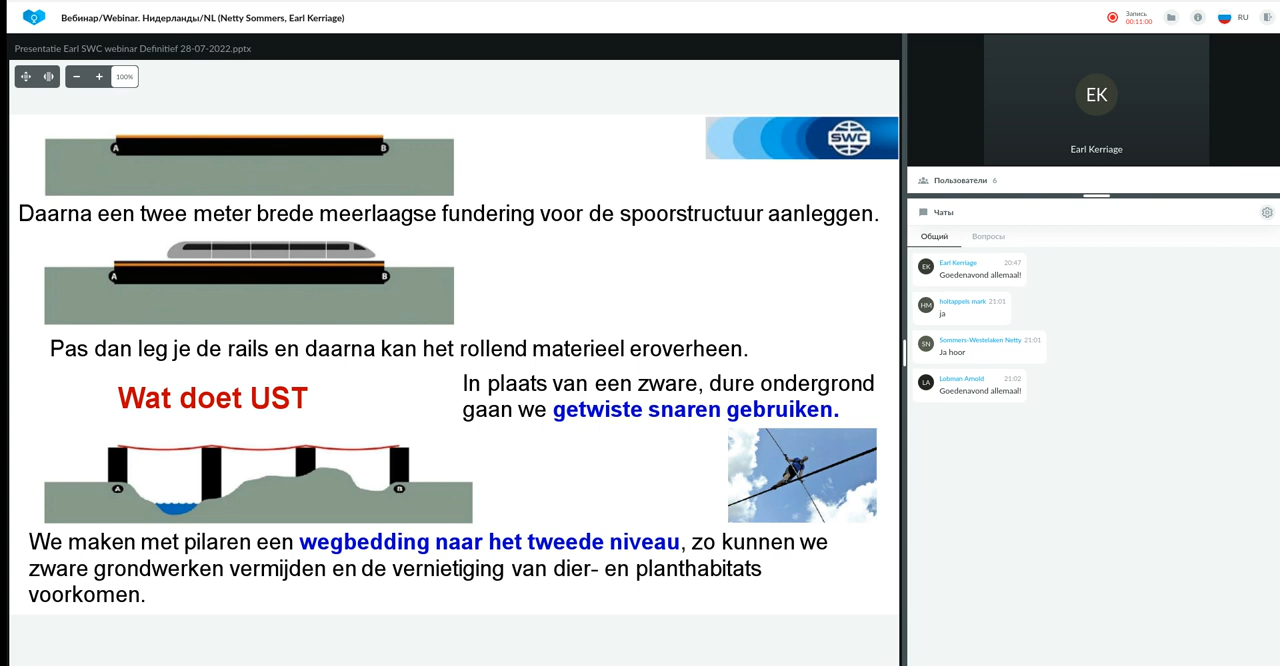 Вебинар/Webinar. Нидерланды/NL (Netty Sommers, Earl Kerriage)
Запись
00:11:00
RU
Presentatie Earl SWC webinar Definitief 28-07-2022.pptx
100%
A
B
SWC
Daarna een twee meter brede meerlaagse fundering voor de spoorstructuur aanleggen.
A
B
Pas dan leg je de rails en daarna kan het rollend materieel eroverheen.
Wat doet UST
In plaats van een zware, dure ondergrond
gaan we getwiste snaren gebruiken.
A
B
We maken met pilaren een wegbedding naar het tweede niveau, zo kunnen we
zware grondwerken vermijden en de vernietiging van dier- en planthabitats
voorkomen.
EK
Earl Kerriage
Пользователи 6
Чаты
Общий Вопросы
EK
Earl Kerriage 20:47
Goedenavond allemaal!
HM
holtappels mark 21:01
ja
SN
Sommers-Westelaken Netty 21:01
Ja hoor
LA
Lobman Arnold 21:02
Goedenavond allemaal!